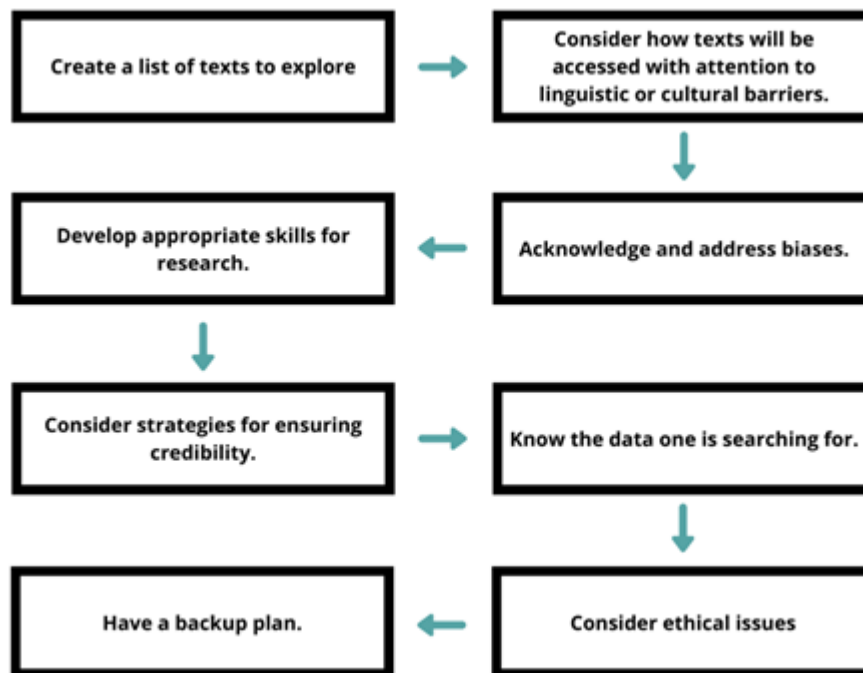 Create a list of texts to explore
Consider how texts will be
accessed with attention to
linguistic or cultural barriers.
Acknowledge and address biases.
Develop appropriate skills for
research.
Consider strategies for ensuring
credibility.
Know the data one is searching for.
Consider ethical issues
Have a backup plan.